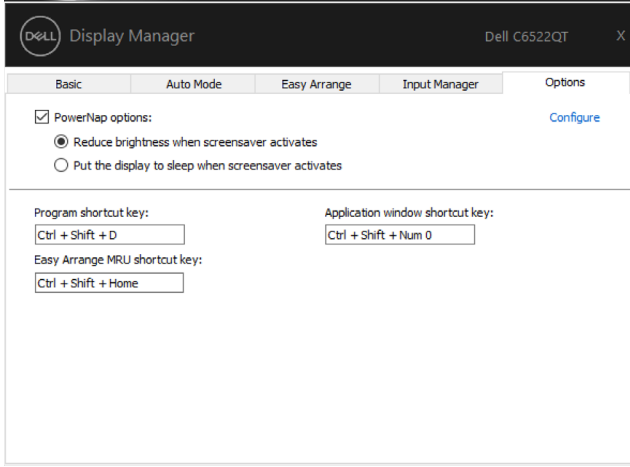 DELL Display Manager Dell C6522QT X
Basic Auto Mode Easy Arrange Input Manager Options
PowerNap options: Configure
Reduce brightness when screensaver activates
Put the display to sleep when screensaver activates
Program shortcut key: Application window shortcut key:
Ctrl + Shift + D Ctrl + Shift + Num 0
Easy Arrange MRU shortcut key:
Ctrl + Shift + Home